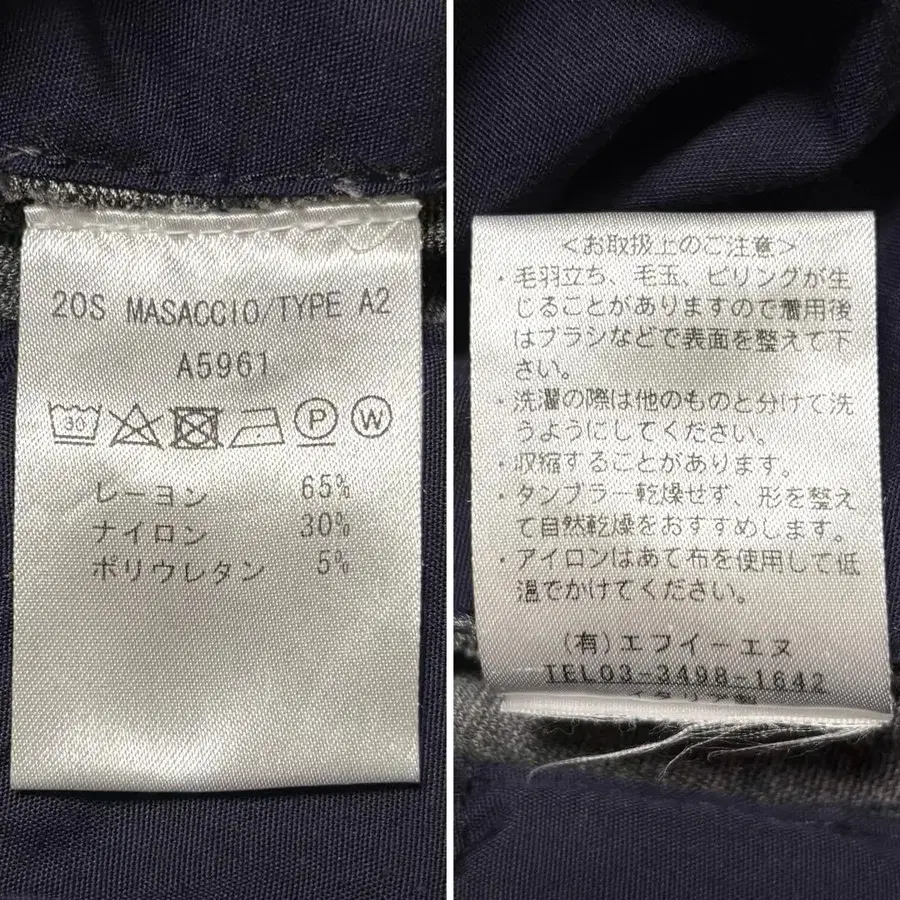 20S MASACCIO/TYPE A2
A5961
30
P W
レーヨン 65%
ナイロン 30%
ポリウレタン 5%
<お取扱上のご注意>
・毛羽立ち、毛玉、ピリングが生
じることがありますので着用後
はブラシなどで表面を整えて下
さい。
・洗濯の際は他のものと分けて洗
うようにしてください。
・収縮することがあります。
・タンブラー乾燥せず、形を整え
て自然乾燥をおすすめします。
・アイロンはあて布を使用して低
温でかけてください。
(有)エフイーエヌ
TEL03-3498-1642
イタリア製